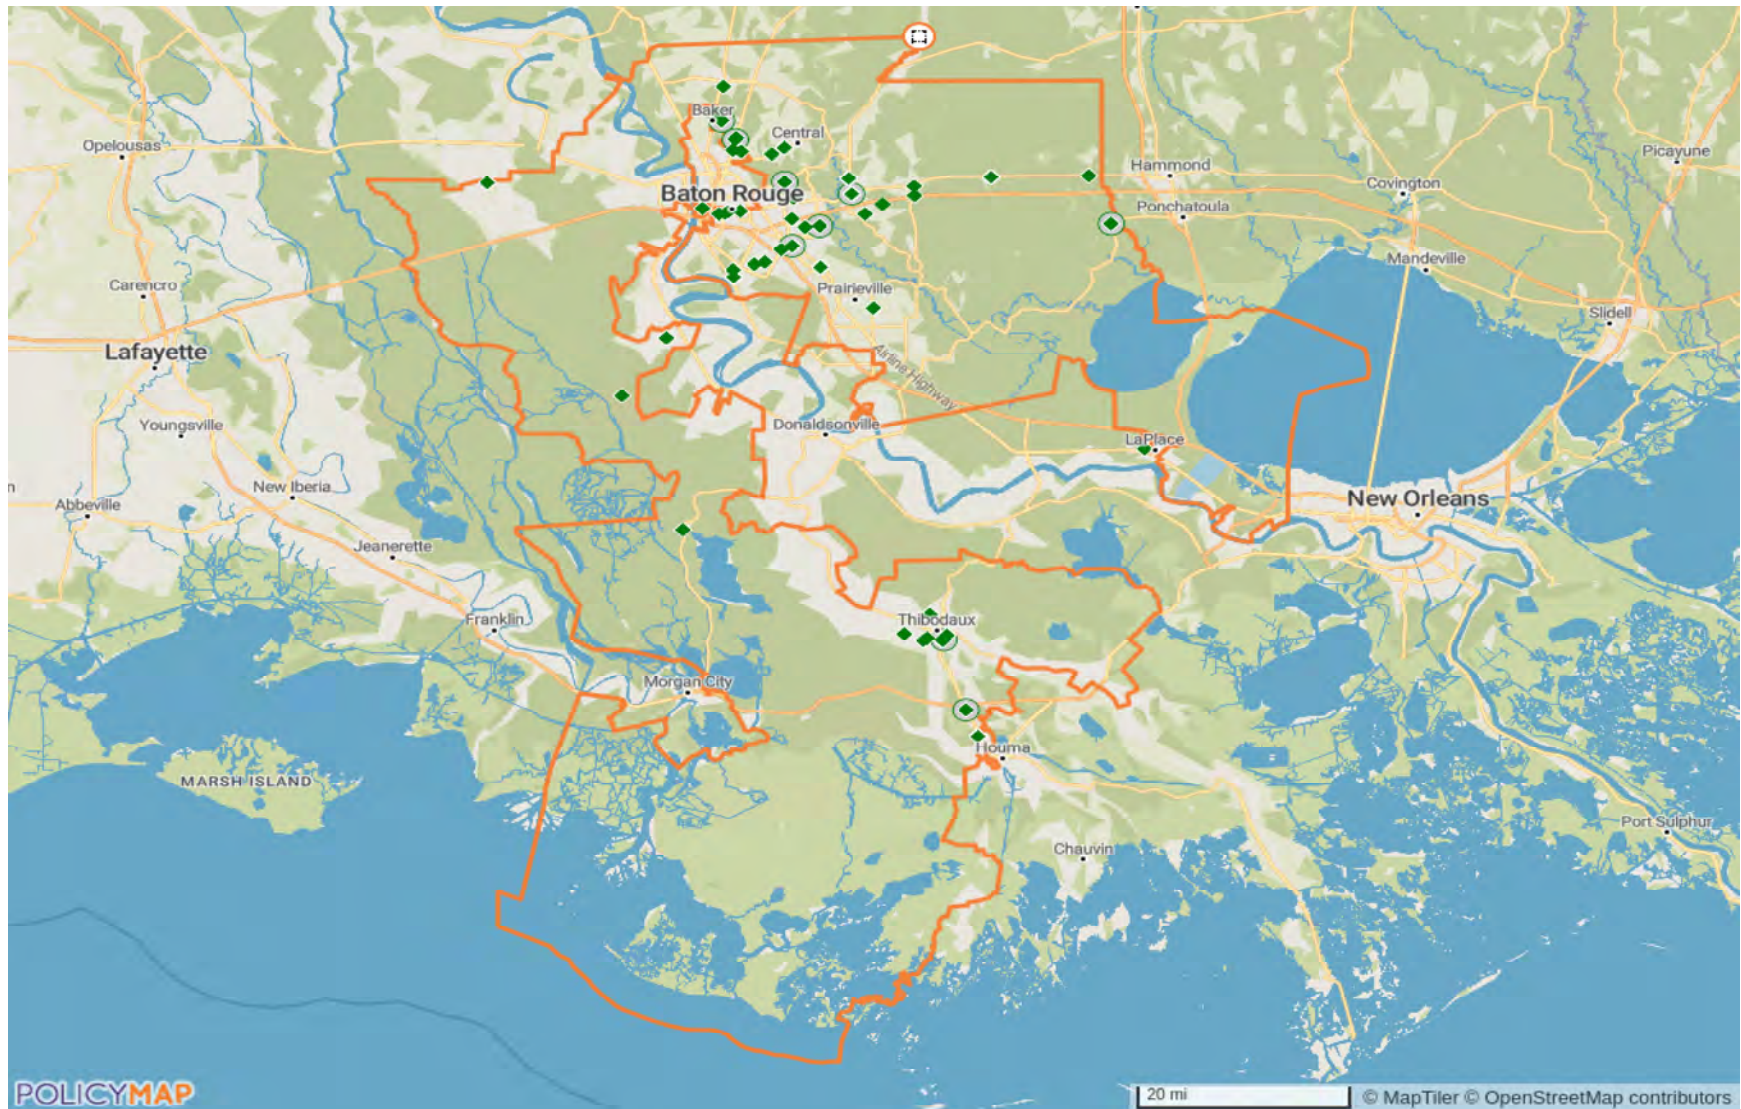 Baker
Central
Opelousas
Hammond
Picayune
Covington
Baton Rouge
Ponchatoula
Mandeville
Carencro
Prairieville
Slidell
Lafayette
Airline Highway
Youngsville
Donaldsonville
LaPlace
n
New Iberia
Abbeville
New Orleans
Jeanerette
Franklin
Thibodaux
Morgan City
Houma
MARSH ISLAND
Port Sulphur
Chauvin
POLICYMAP
20 mi
© MapTiler © OpenStreetMap contributors